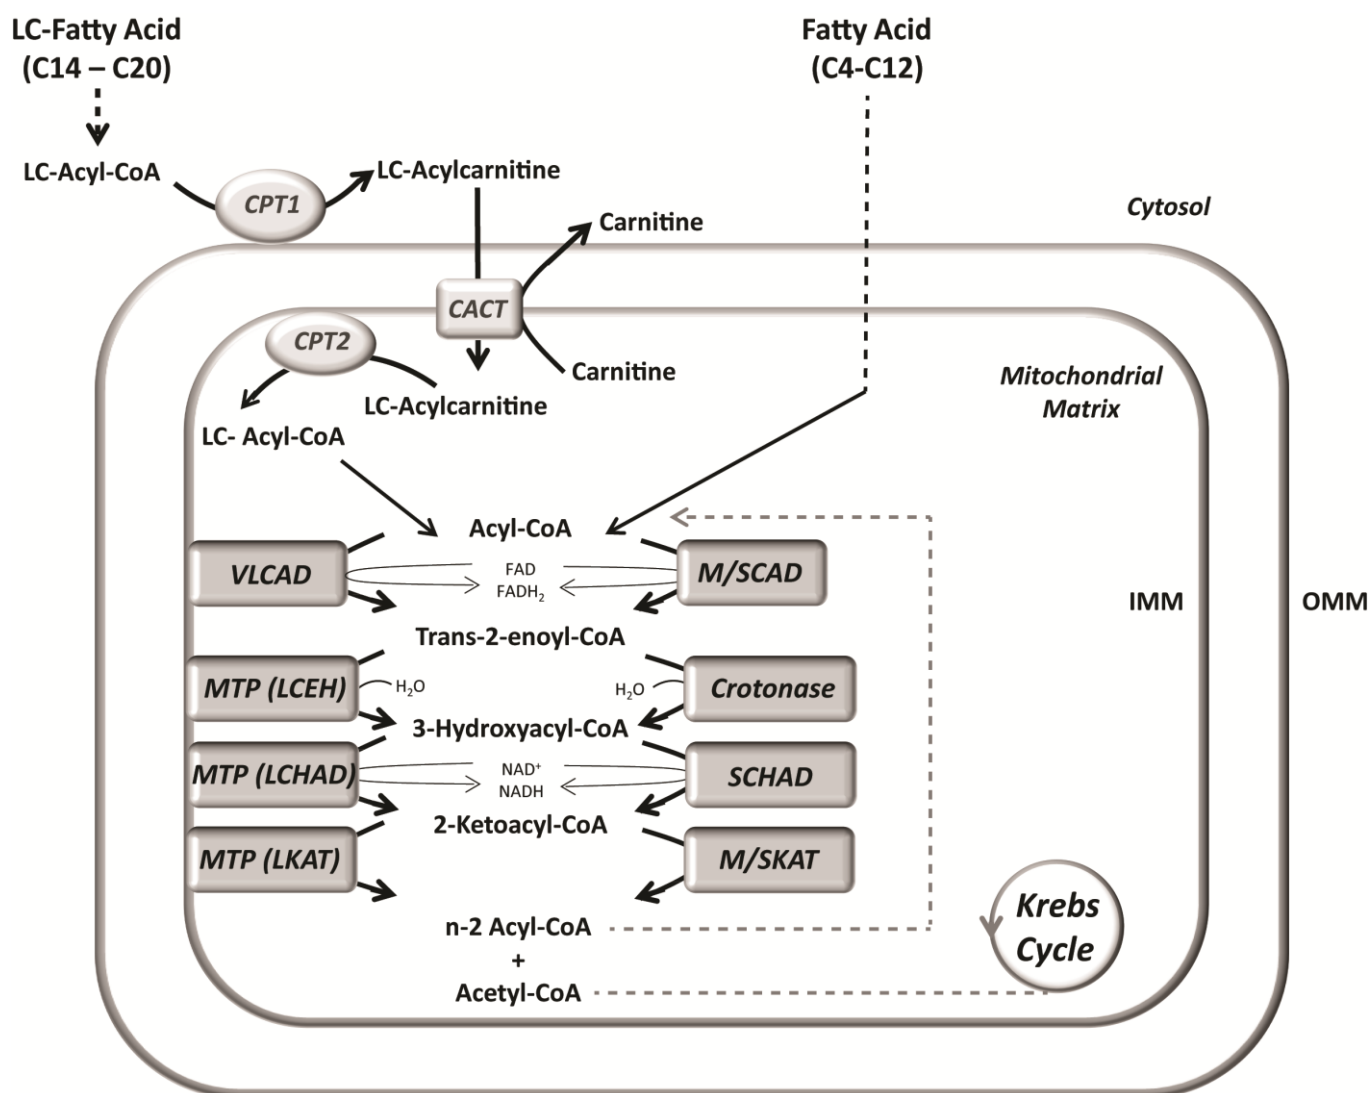 LC-Fatty Acid
(C14 – C20)
Fatty Acid
(C4-C12)
LC-Acyl-CoA
CPT1
LC-Acylcarnitine
Carnitine
Cytosol
CACT
CPT2
Carnitine
LC-Acylcarnitine
Mitochondrial
Matrix
LC- Acyl-CoA
Acyl-CoA
VLCAD
FAD
FADH₂
M/SCAD
IMM
OMM
Trans-2-enoyl-CoA
MTP (LCEH)
H₂O
H₂O
Crotonase
3-Hydroxyacyl-CoA
MTP (LCHAD)
NAD⁺
NADH
SCHAD
2-Ketoacyl-CoA
MTP (LKAT)
M/SKAT
n-2 Acyl-CoA
+
Acetyl-CoA
Krebs
Cycle